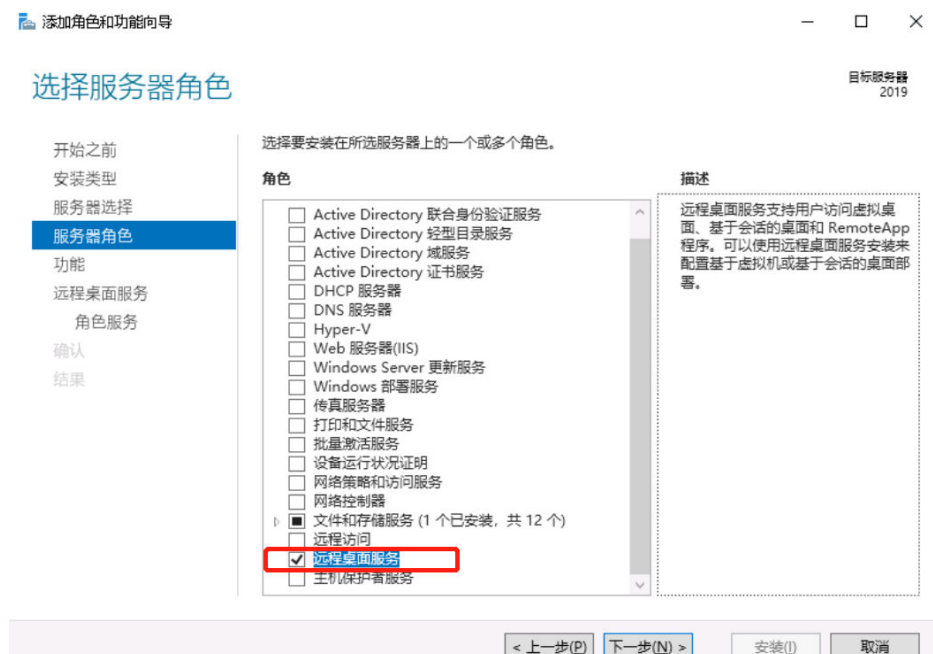 添加角色和功能向导
选择服务器角色
目标服务器
2019
开始之前
安装类型
服务器选择
服务器角色
功能
远程桌面服务
角色服务
确认
结果
选择要安装在所选服务器上的一个或多个角色。
角色
Active Directory 联合身份验证服务
Active Directory 轻型目录服务
Active Directory 域服务
Active Directory 证书服务
DHCP 服务器
DNS 服务器
Hyper-V
Web 服务器(IIS)
Windows Server 更新服务
Windows 部署服务
传真服务器
打印和文件服务
批量激活服务
设备运行状况证明
网络策略和访问服务
网络控制器
文件和存储服务 (1 个已安装，共 12 个)
远程访问
远程桌面服务
主机保护者服务
描述
远程桌面服务支持用户访问虚拟桌
面、基于会话的桌面和 RemoteApp
程序。可以使用远程桌面服务安装来
配置基于虚拟机或基于会话的桌面部
署。
< 上一步(P)
下一步(N) >
安装(I)
取消